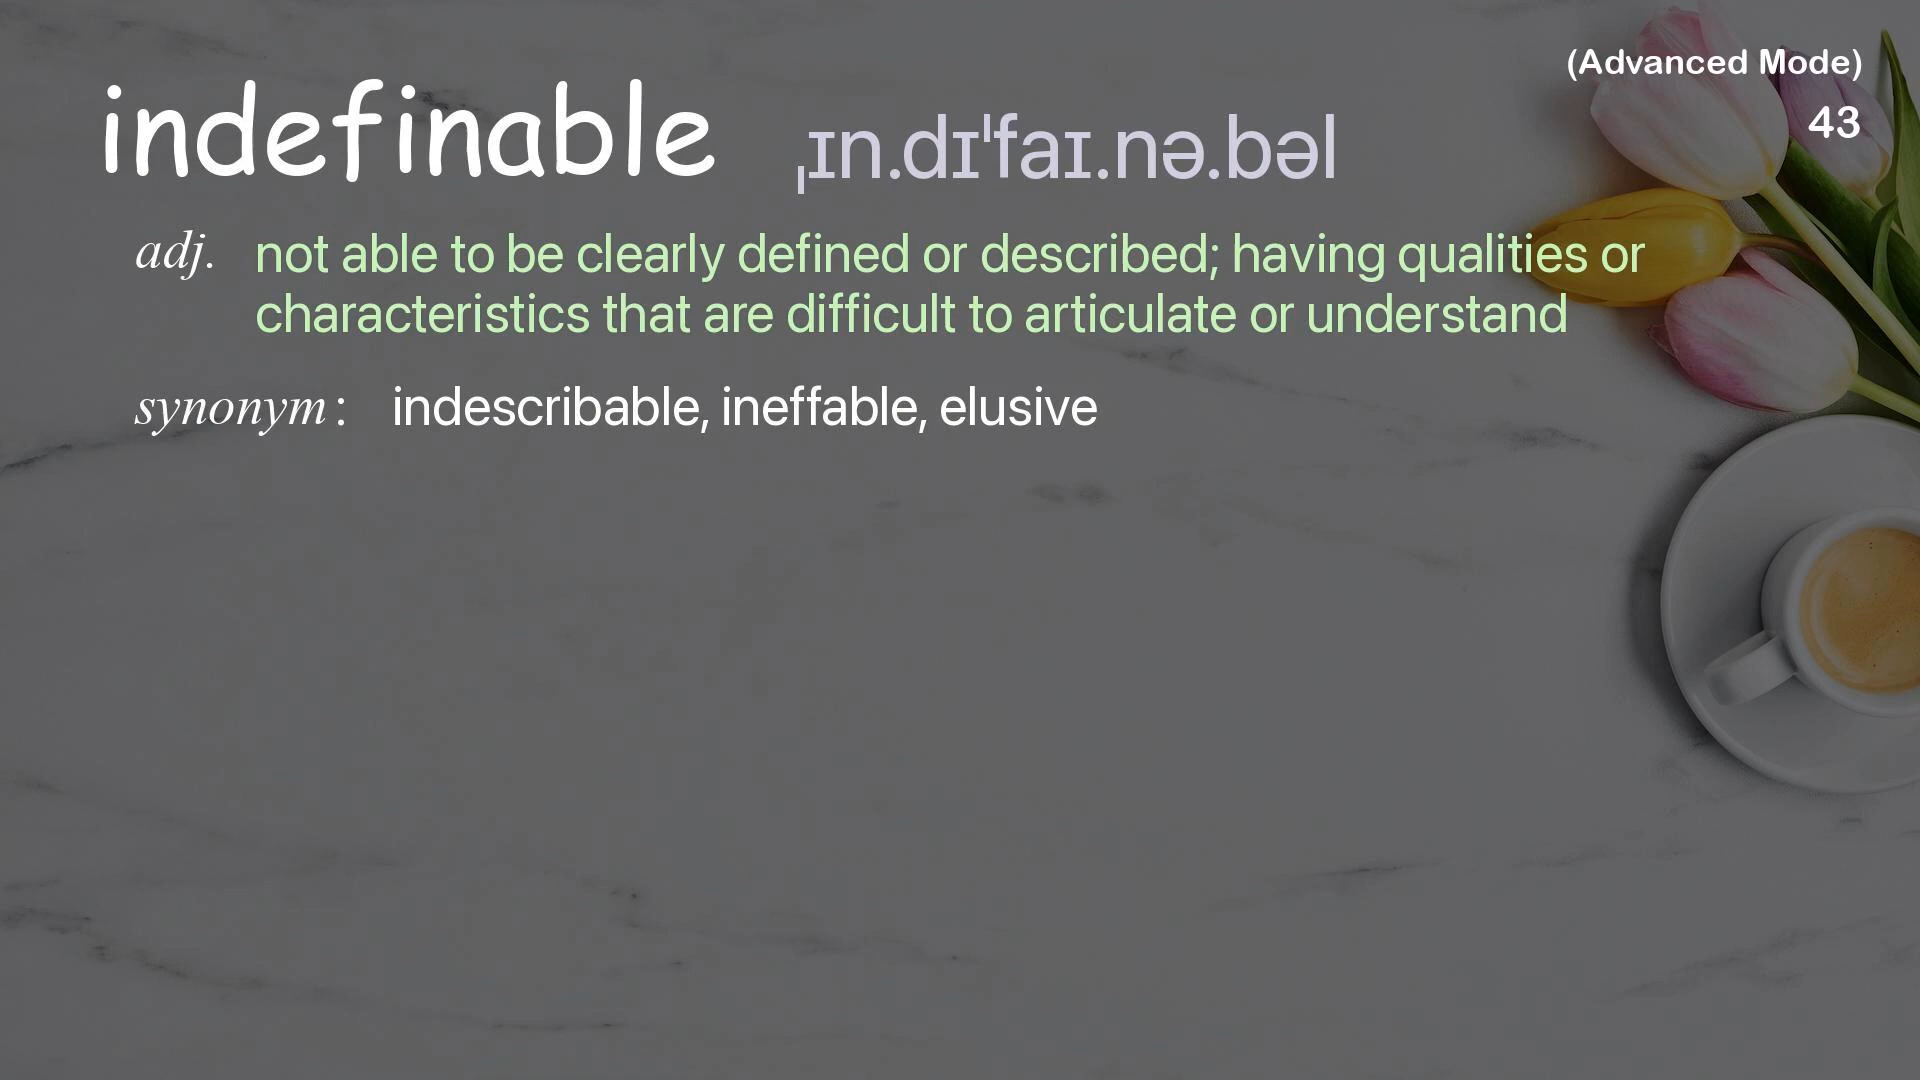 (Advanced Mode)
43
indefinable ˌɪn.dɪˈfaɪ.nə.bəl
adj. not able to be clearly defined or described; having qualities or
characteristics that are difficult to articulate or understand
synonym: indescribable, ineffable, elusive